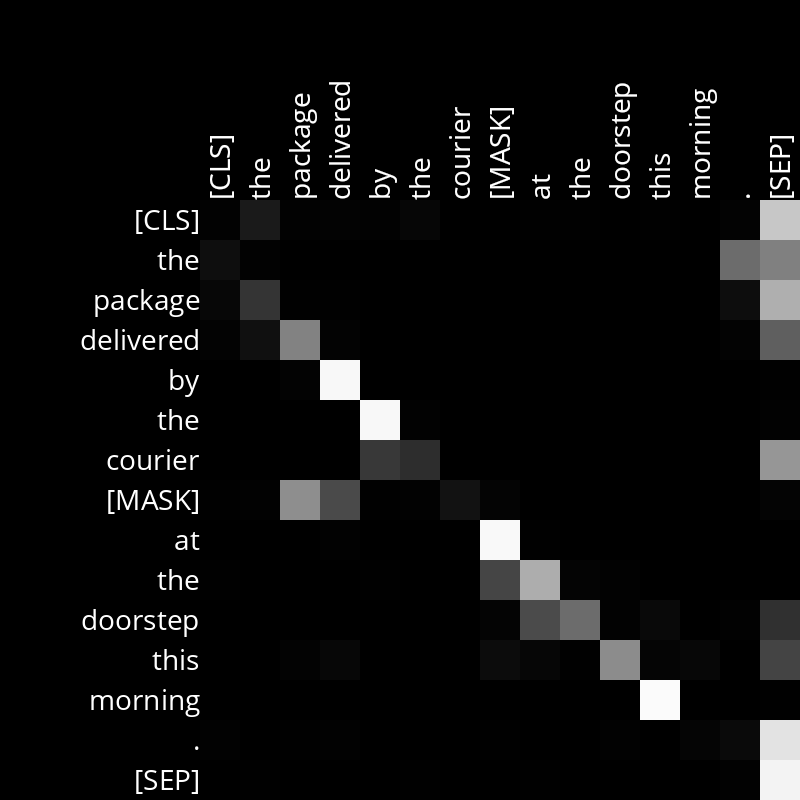 [CLS]
the
package
delivered
by
the
courier
[MASK]
at
the
doorstep
this
morning
.
[SEP]
[CLS]
the
package
delivered
by
the
courier
[MASK]
at
the
doorstep
this
morning
.
[SEP]